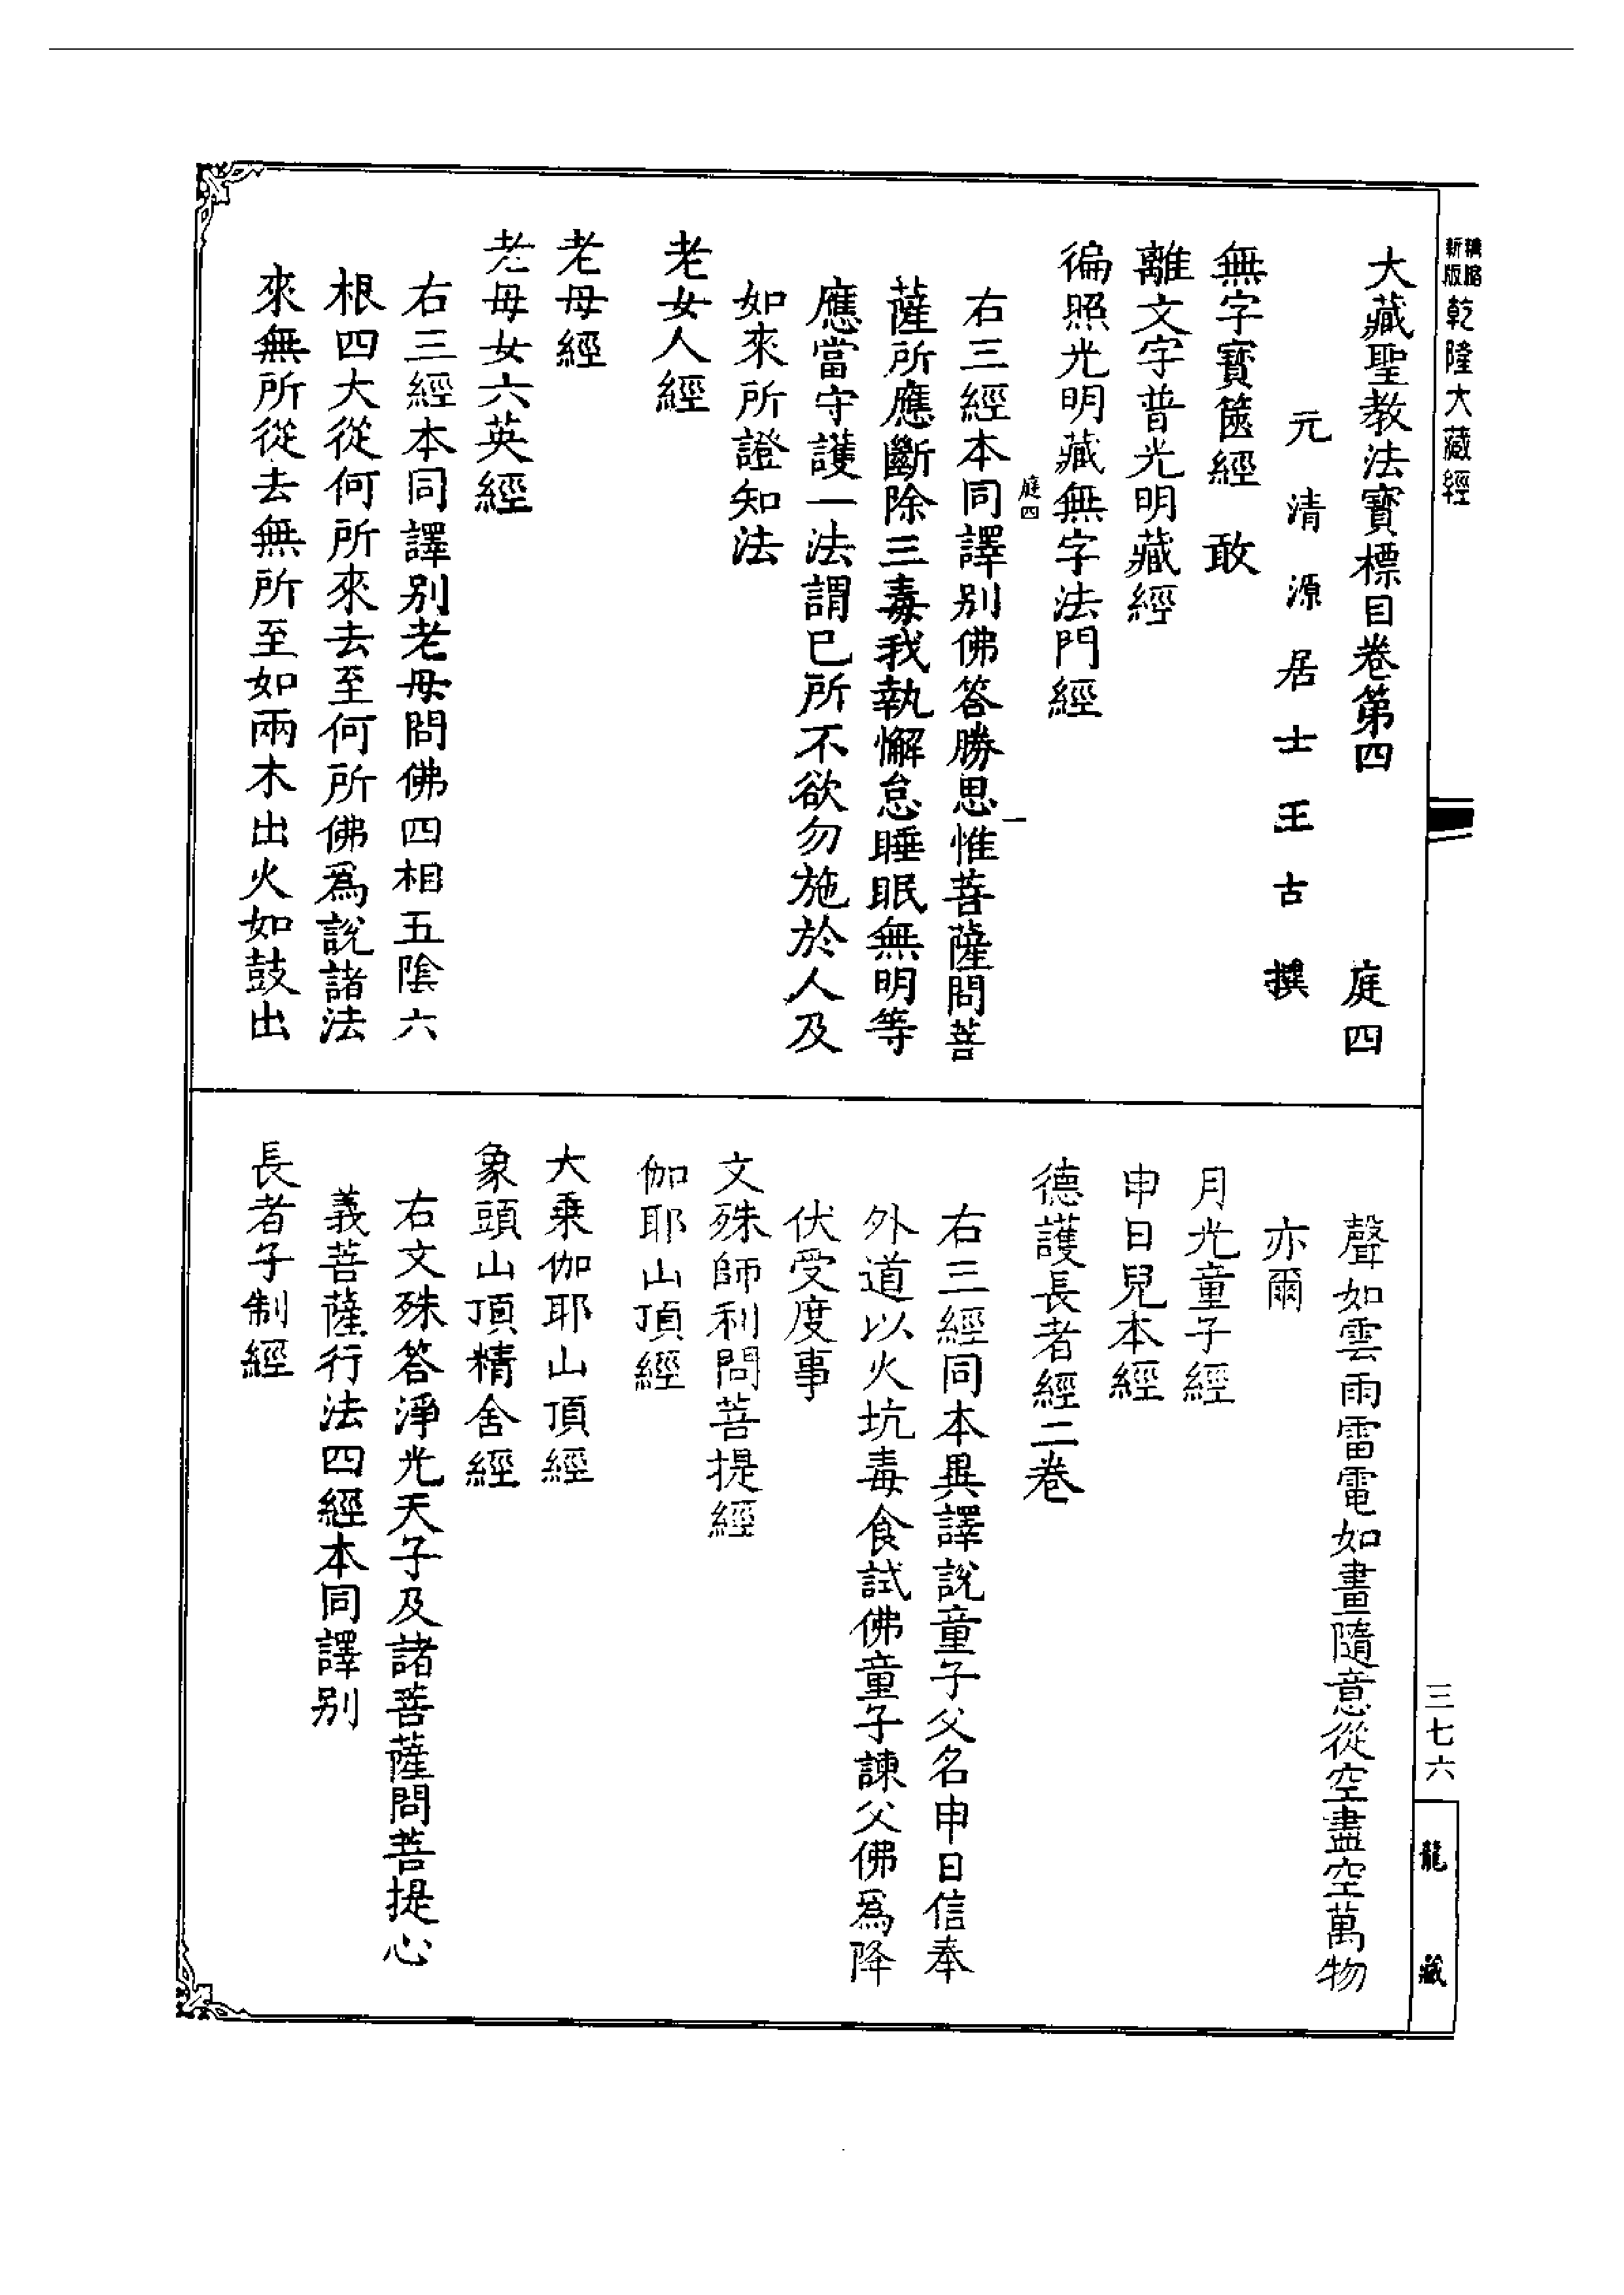 新版精縮乾隆大藏經
大藏聖教法寶標目卷第四 庭四
元清源居士王古撰
無字寶篋經 敢
離文字普光明藏經
徧照光明藏無字法門經
庭四 一
右三經本同譯别佛答勝思惟菩薩問菩
薩所應斷除三毒我執懈怠睡眠無明等
應當守護一法謂已所不欲勿施於人及
如來所證知法
老女人經
老母經
老母女六英經
右三經本同譯别老母問佛四相五陰六
根四大從何所來去至何所佛爲說諸法
來無所從去無所至如兩木出火如鼓出
聲如雲雨雷電如畫隨意從空盡空萬物
亦爾
月光童子經
申日兒本經
德護長者經二卷
右三經同本異譯說童子父名申日信奉
外道以火坑毒食試佛童子諫父佛爲降
伏受度事
文殊師利問菩提經
伽耶山頂經
大乗伽耶山頂經
象頭山頂精舍經
右文殊答淨光天子及諸菩薩問菩提心
義菩薩行法四經本同譯别
長者子制經
三七六
龍藏